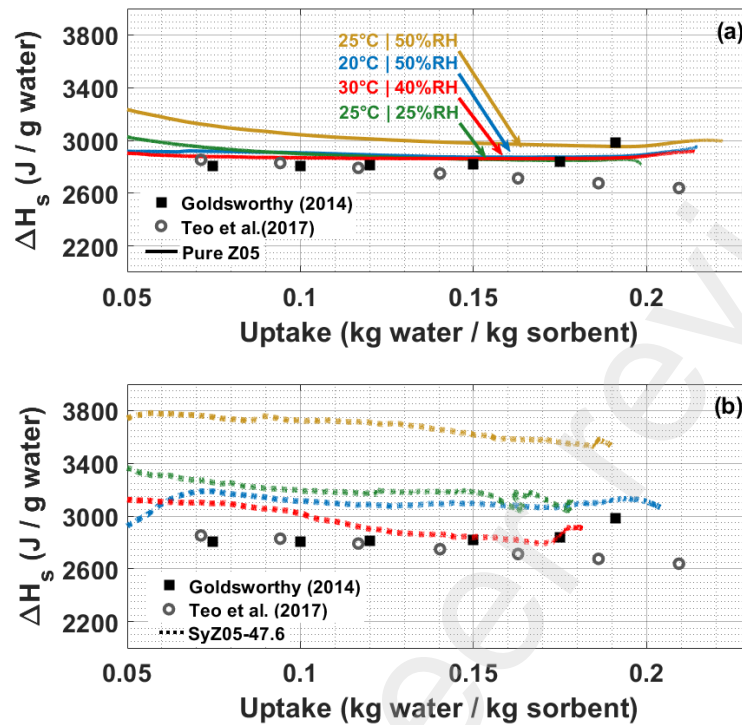 (a)
3800
3400
3000
2600
2200
ΔHs (J / g water)
25°C | 50%RH
20°C | 50%RH
30°C | 40%RH
25°C | 25%RH
Goldsworthy (2014)
Teo et al.(2017)
Pure Z05
0.05 0.1 0.15 0.2
Uptake (kg water / kg sorbent)
(b)
3800
3400
3000
2600
2200
ΔHs (J / g water)
Goldsworthy (2014)
Teo et al. (2017)
SyZ05-47.6
0.05 0.1 0.15 0.2
Uptake (kg water / kg sorbent)